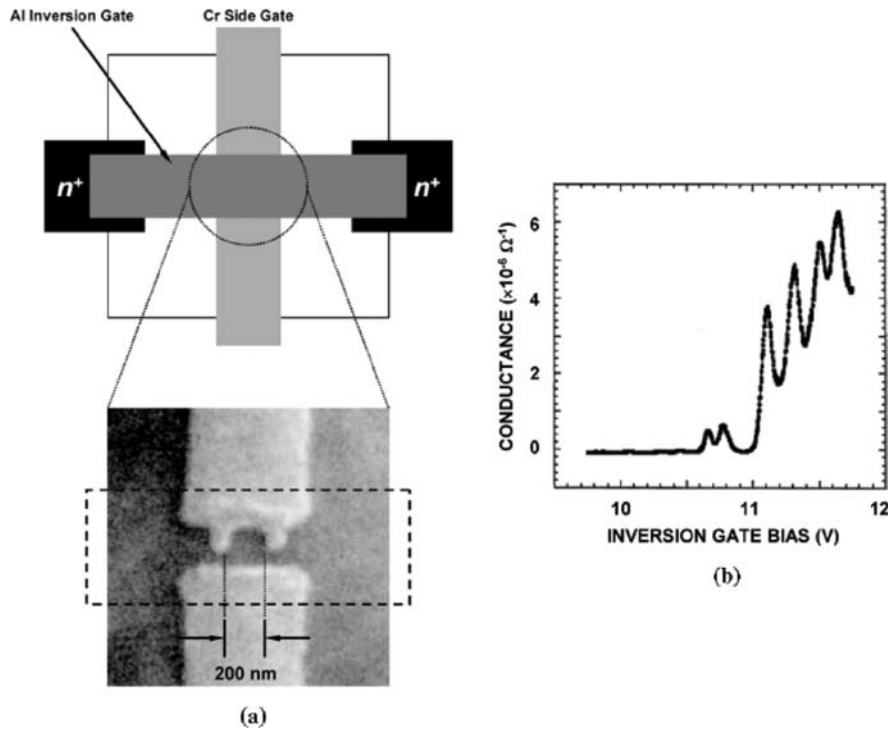 Al Inversion Gate
Cr Side Gate
n+
n+
200 nm
(a)
CONDUCTANCE (×10-6 Ω-1)
6
4
2
0
10
11
12
INVERSION GATE BIAS (V)
(b)